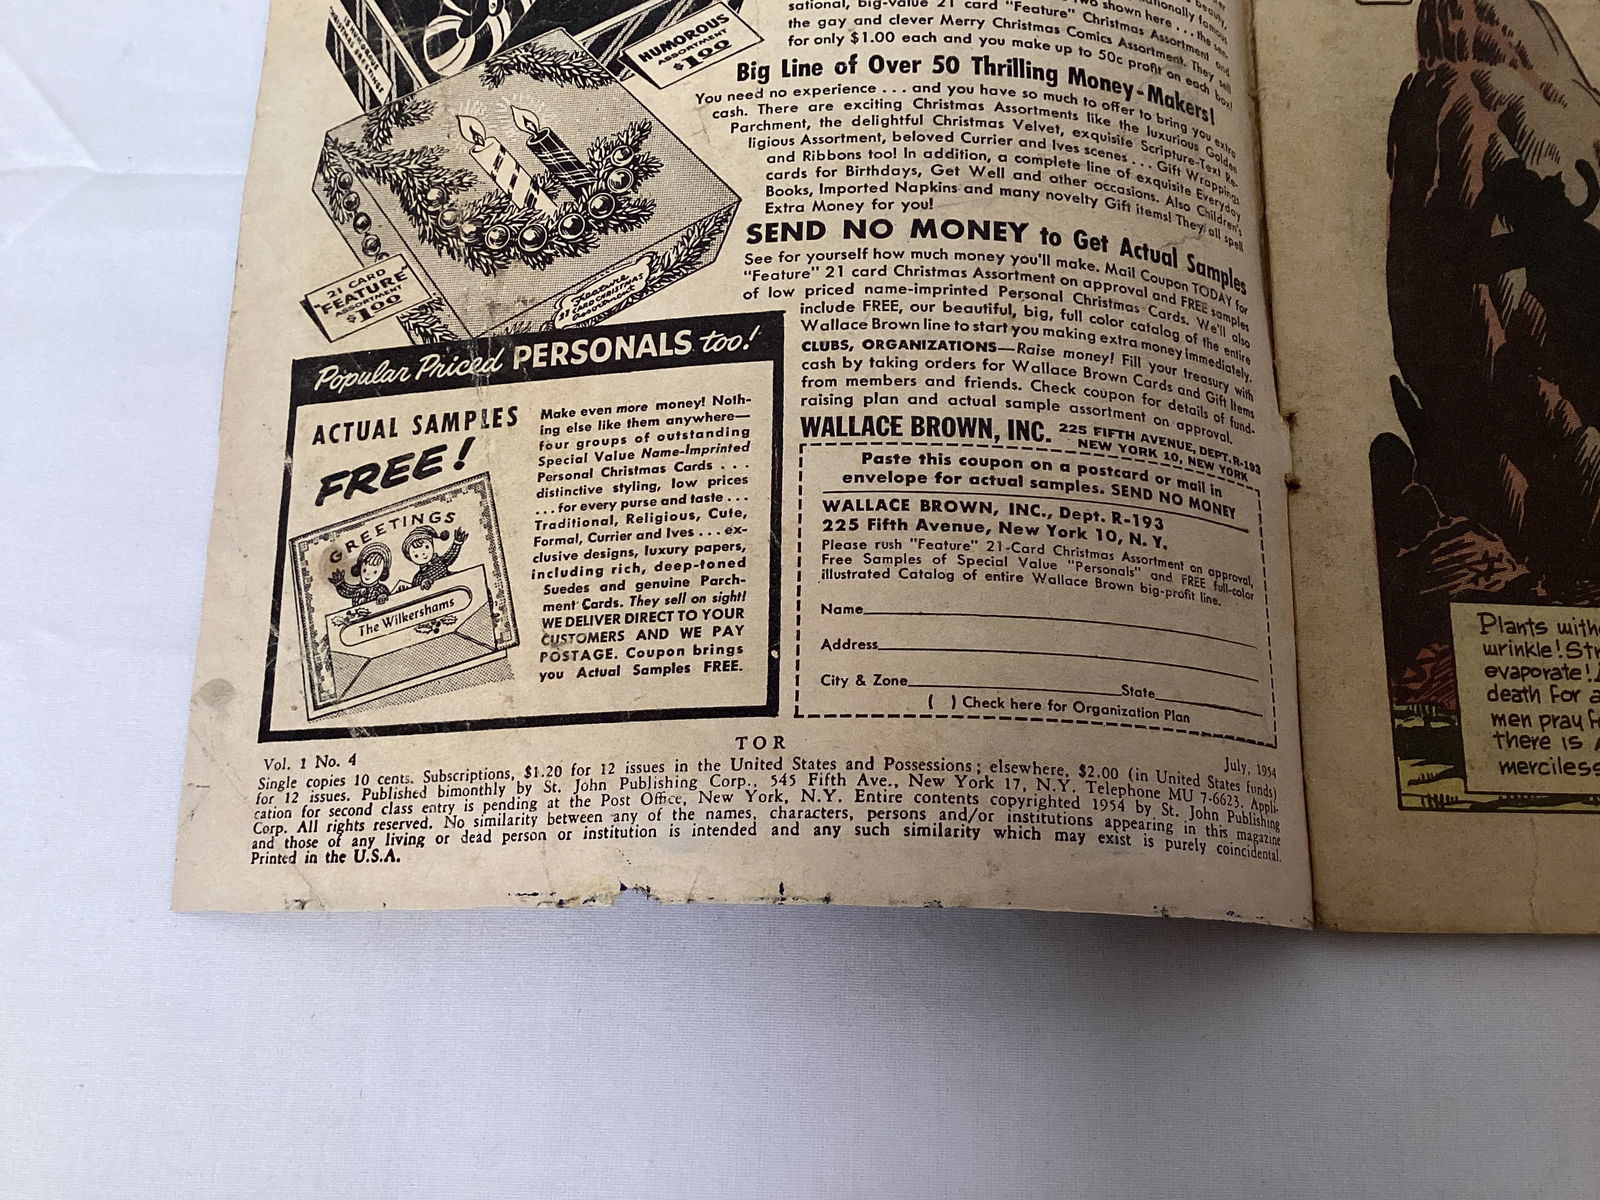 HUMOROUS
ASSORTMENT
$1.00
21 CARD
"FEATURE"
ASSORTMENT
$1.00
Feature
21 CARD CHRISTMAS
Assortment
sational, big-value 21 card "Feature" Christmas Assortment
the gay and clever Merry Christmas Comics Assortment. They sell
for only $1.00 each and you make up to 50c profit on each box!
Big Line of Over 50 Thrilling Money-Makers!
You need no experience . . . and you have so much to offer to bring you extra
cash. There are exciting Christmas Assortments like the luxurious Golden
Parchment, the delightful Christmas Velvet, exquisite Scripture-Text Re-
ligious Assortment, beloved Currier and Ives scenes . . . Gift Wrappings
and Ribbons too! In addition, a complete line of exquisite Everyday
cards for Birthdays, Get Well and other occasions. Also Children's
Books, Imported Napkins and many novelty Gift items! They all spell
Extra Money for you!
SEND NO MONEY to Get Actual Samples
See for yourself how much money you'll make. Mail Coupon TODAY for
"Feature" 21 card Christmas Assortment on approval and FREE samples
of low priced name-imprinted Personal Christmas Cards. We'll also
include FREE, our beautiful, big, full color catalog of the entire
Wallace Brown line to start you making extra money immediately.
CLUBS, ORGANIZATIONS—Raise money! Fill your treasury with
cash by taking orders for Wallace Brown Cards and Gift Items
from members and friends. Check coupon for details of fund-
raising plan and actual sample assortment on approval.
WALLACE BROWN, INC. 225 FIFTH AVENUE, DEPT. R-193
NEW YORK 10, NEW YORK
Popular Priced PERSONALS too!
ACTUAL SAMPLES
FREE!
GREETINGS
The Wilkershams
Make even more money! Noth-
ing else like them anywhere—
four groups of outstanding
Special Value Name-Imprinted
Personal Christmas Cards . . .
distinctive styling, low prices
. . . for every purse and taste . . .
Traditional, Religious, Cute,
Formal, Currier and Ives . . . ex-
clusive designs, luxury papers,
including rich, deep-toned
Suedes and genuine Parch-
ment Cards. They sell on sight!
WE DELIVER DIRECT TO YOUR
CUSTOMERS AND WE PAY
POSTAGE. Coupon brings
you Actual Samples FREE.
Paste this coupon on a postcard or mail in
envelope for actual samples. SEND NO MONEY
WALLACE BROWN, INC., Dept. R-193
225 Fifth Avenue, New York 10, N. Y.
Please rush "Feature" 21-Card Christmas Assortment on approval,
Free Samples of Special Value "Personals" and FREE full-color
illustrated Catalog of entire Wallace Brown big-profit line.
Name
Address
City & Zone State
( ) Check here for Organization Plan
TOR
Vol. 1 No. 4 July, 1954
Single copies 10 cents. Subscriptions, $1.20 for 12 issues in the United States and Possessions; elsewhere, $2.00 (in United States funds)
for 12 issues. Published bimonthly by St. John Publishing Corp., 545 Fifth Ave., New York 17, N.Y. Telephone MU 7-6623. Appli-
cation for second class entry is pending at the Post Office, New York, N.Y. Entire contents copyrighted 1954 by St. John Publishing
Corp. All rights reserved. No similarity between any of the names, characters, persons and/or institutions appearing in this magazine
and those of any living or dead person or institution is intended and any such similarity which may exist is purely coincidental.
Printed in the U.S.A.
Plants
wrinkle!
evaporate!
death for
men pray
there is
merciless